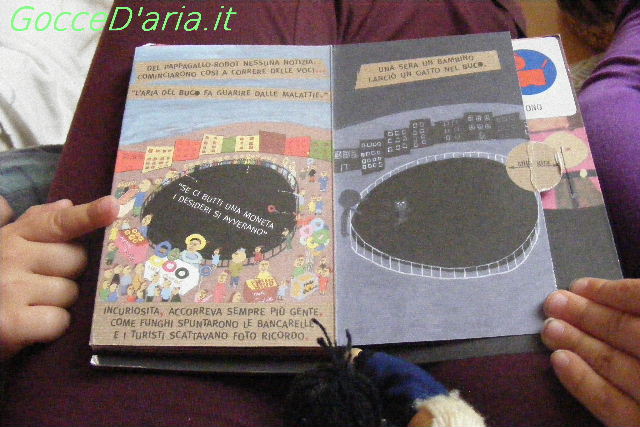 GocceD'aria.it
DEL PAPPAGALLO-ROBOT NESSUNA NOTIZIA.
COMINCIARONO COSÌ A CORRERE DELLE VOCI...
"L'ARIA DEL BUCO FA GUARIRE DALLE MALATTIE."
"SE CI BUTTI UNA MONETA
I DESIDERI SI AVVERANO"
INCURIOSITA, ACCORREVA SEMPRE PIÙ GENTE.
COME FUNGHI SPUNTARONO LE BANCARELLE
E I TURISTI SCATTAVANO FOTO RICORDO.
UNA SERA UN BAMBINO
LANCIÒ UN GATTO NEL BUCO.